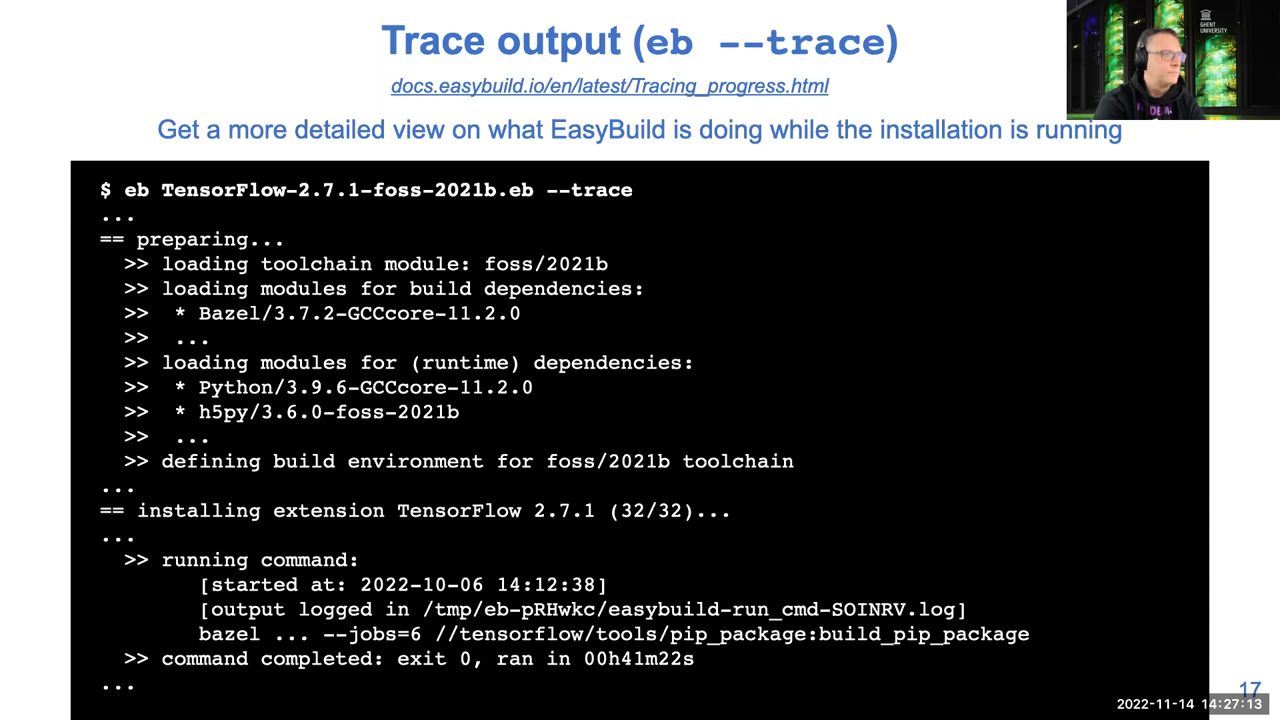 Trace output (eb --trace)
GHENT
UNIVERSITY
docs.easybuild.io/en/latest/Tracing_progress.html
Get a more detailed view on what EasyBuild is doing while the installation is running
$ eb TensorFlow-2.7.1-foss-2021b.eb --trace
...
== preparing...
>> loading toolchain module: foss/2021b
>> loading modules for build dependencies:
>> * Bazel/3.7.2-GCCcore-11.2.0
>> ...
>> loading modules for (runtime) dependencies:
>> * Python/3.9.6-GCCcore-11.2.0
>> * h5py/3.6.0-foss-2021b
>> ...
>> defining build environment for foss/2021b toolchain
...
== installing extension TensorFlow 2.7.1 (32/32)...
...
>> running command:
[started at: 2022-10-06 14:12:38]
[output logged in /tmp/eb-pRHwkc/easybuild-run_cmd-SOINRV.log]
bazel ... --jobs=6 //tensorflow/tools/pip_package:build_pip_package
>> command completed: exit 0, ran in 00h41m22s
...
17
2022-11-14 14:27:13